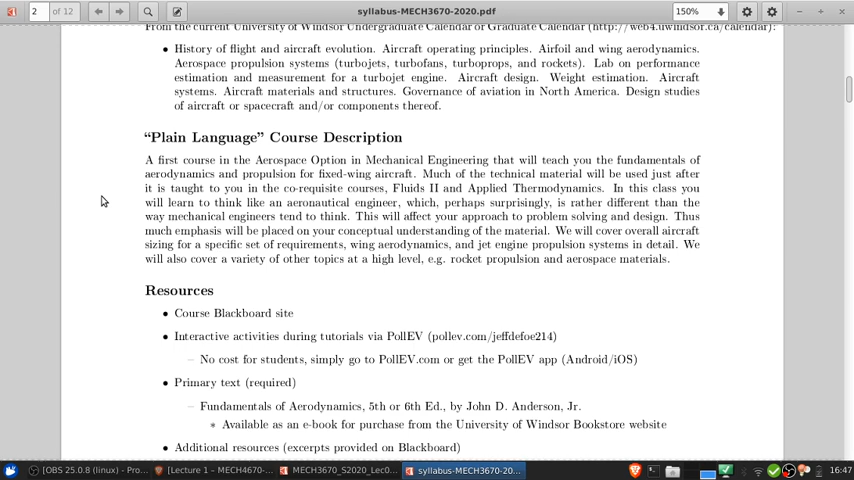 syllabus-MECH3670-2020.pdf
2 of 12
150%
From the current University of Windsor Undergraduate Calendar or Graduate Calendar (http://web4.uwindsor.ca/calendar):
• History of flight and aircraft evolution. Aircraft operating principles. Airfoil and wing aerodynamics.
Aerospace propulsion systems (turbojets, turbofans, turboprops, and rockets). Lab on performance
estimation and measurement for a turbojet engine. Aircraft design. Weight estimation. Aircraft
systems. Aircraft materials and structures. Governance of aviation in North America. Design studies
of aircraft or spacecraft and/or components thereof.
“Plain Language” Course Description
A first course in the Aerospace Option in Mechanical Engineering that will teach you the fundamentals of
aerodynamics and propulsion for fixed-wing aircraft. Much of the technical material will be used just after
it is taught to you in the co-requisite courses, Fluids II and Applied Thermodynamics. In this class you
will learn to think like an aeronautical engineer, which, perhaps surprisingly, is rather different than the
way mechanical engineers tend to think. This will affect your approach to problem solving and design. Thus
much emphasis will be placed on your conceptual understanding of the material. We will cover overall aircraft
sizing for a specific set of requirements, wing aerodynamics, and jet engine propulsion systems in detail. We
will also cover a variety of other topics at a high level, e.g. rocket propulsion and aerospace materials.
Resources
• Course Blackboard site
• Interactive activities during tutorials via PollEV (pollev.com/jeffdefoe214)
– No cost for students, simply go to PollEV.com or get the PollEV app (Android/iOS)
• Primary text (required)
– Fundamentals of Aerodynamics, 5th or 6th Ed., by John D. Anderson, Jr.
∗ Available as an e-book for purchase from the University of Windsor Bookstore website
• Additional resources (excerpts provided on Blackboard)
[OBS 25.0.8 (linux) - Pro... [Lecture 1 – MECH4670-... MECH3670_S2020_Lec0... syllabus-MECH3670-20... 16:47